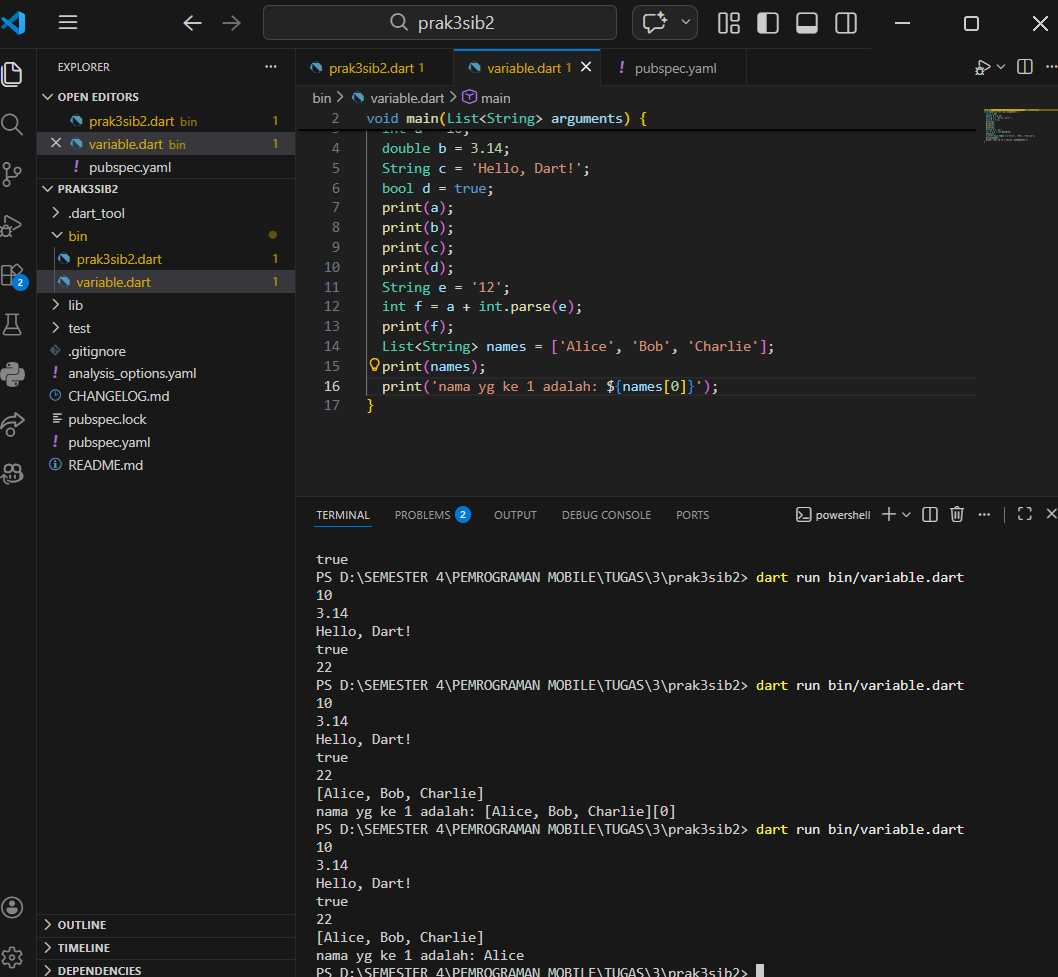 prak3sib2
EXPLORER
OPEN EDITORS
prak3sib2.dart bin 1
variable.dart bin 1
! pubspec.yaml
PRAK3SIB2
.dart_tool
bin
prak3sib2.dart 1
variable.dart 1
lib
test
.gitignore
! analysis_options.yaml
CHANGELOG.md
pubspec.lock
! pubspec.yaml
README.md
OUTLINE
TIMELINE
DEPENDENCIES
2
prak3sib2.dart 1
variable.dart 1
! pubspec.yaml
bin > variable.dart > main
2 void main(List<String> arguments) {
3 int a = 10;
4 double b = 3.14;
5 String c = 'Hello, Dart!';
6 bool d = true;
7 print(a);
8 print(b);
9 print(c);
10 print(d);
11 String e = '12';
12 int f = a + int.parse(e);
13 print(f);
14 List<String> names = ['Alice', 'Bob', 'Charlie'];
15 print(names);
16 print('nama yg ke 1 adalah: ${names[0]}');
17 }
TERMINAL PROBLEMS 2 OUTPUT DEBUG CONSOLE PORTS powershell
true
PS D:\SEMESTER 4\PEMROGRAMAN MOBILE\TUGAS\3\prak3sib2> dart run bin/variable.dart
10
3.14
Hello, Dart!
true
22
PS D:\SEMESTER 4\PEMROGRAMAN MOBILE\TUGAS\3\prak3sib2> dart run bin/variable.dart
10
3.14
Hello, Dart!
true
22
[Alice, Bob, Charlie]
nama yg ke 1 adalah: [Alice, Bob, Charlie][0]
PS D:\SEMESTER 4\PEMROGRAMAN MOBILE\TUGAS\3\prak3sib2> dart run bin/variable.dart
10
3.14
Hello, Dart!
true
22
[Alice, Bob, Charlie]
nama yg ke 1 adalah: Alice
PS D:\SEMESTER 4\PEMROGRAMAN MOBILE\TUGAS\3\prak3sib2>